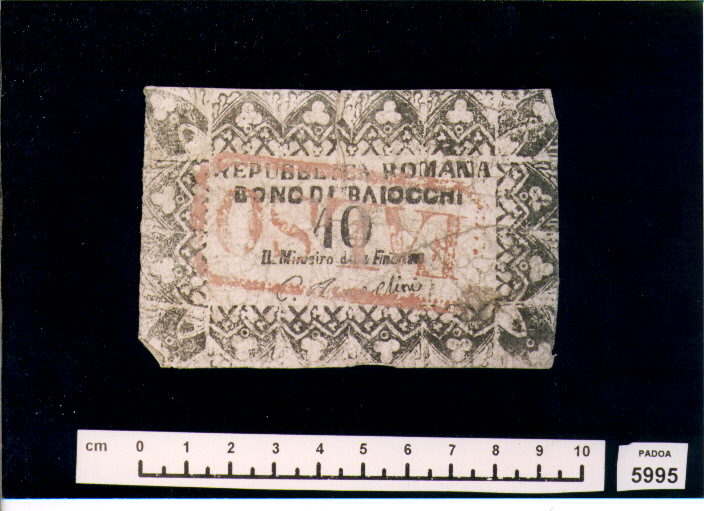 REPUBBLICA ROMANA
BONO DI BAIOCCHI
40
IL Ministro delle Finanze
FALSO
cm 0 1 2 3 4 5 6 7 8 9 10
PADOA
5995